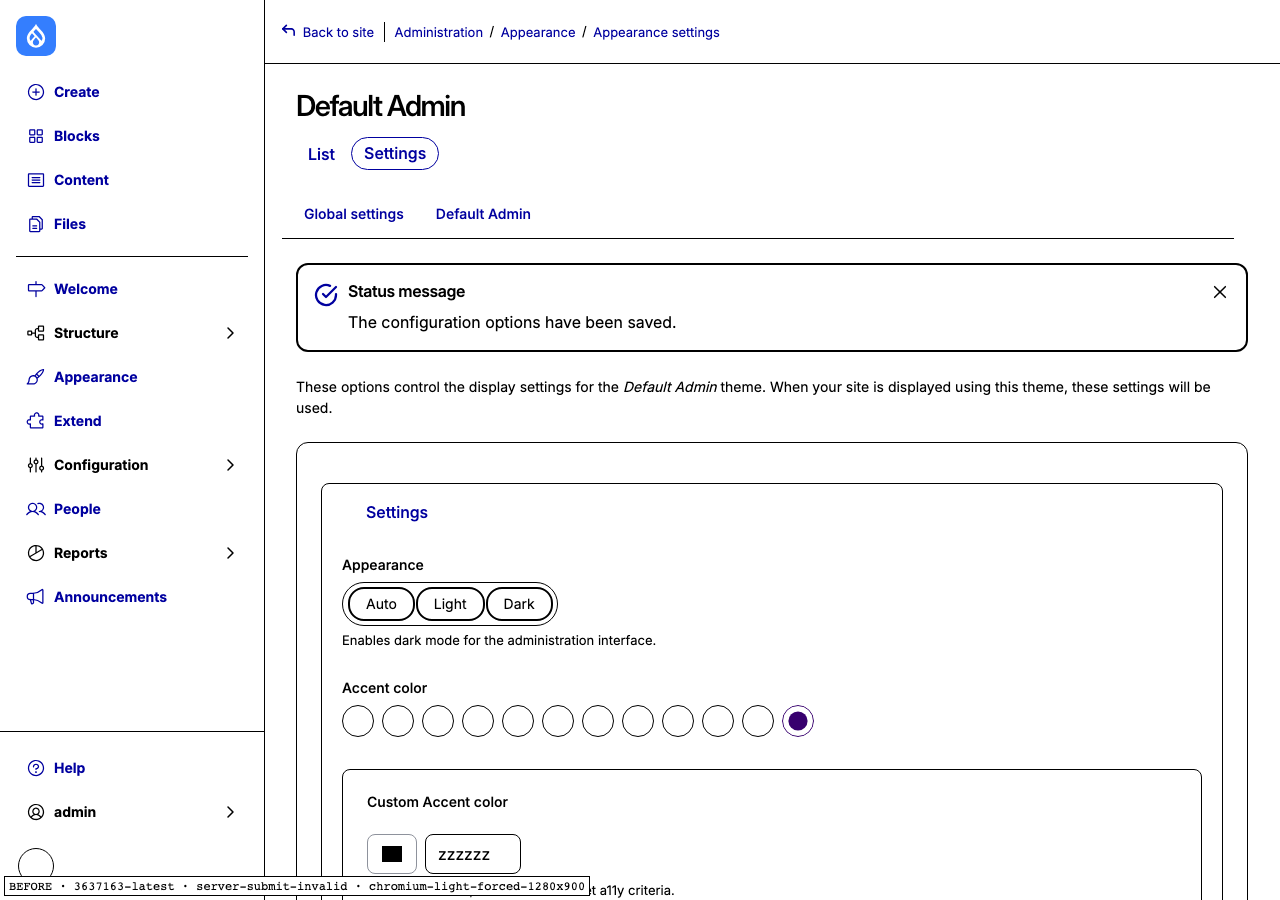 Back to site
Administration / Appearance / Appearance settings
Create
Blocks
Content
Files
Welcome
Structure
Appearance
Extend
Configuration
People
Reports
Announcements
Help
admin
Default Admin
List
Settings
Global settings
Default Admin
Status message
The configuration options have been saved.
These options control the display settings for the Default Admin theme. When your site is displayed using this theme, these settings will be
used.
Settings
Appearance
Auto
Light
Dark
Enables dark mode for the administration interface.
Accent color
Custom Accent color
zzzzzz
a11y criteria.
BEFORE · 3637163-latest · server-submit-invalid · chromium-light-forced-1280x900